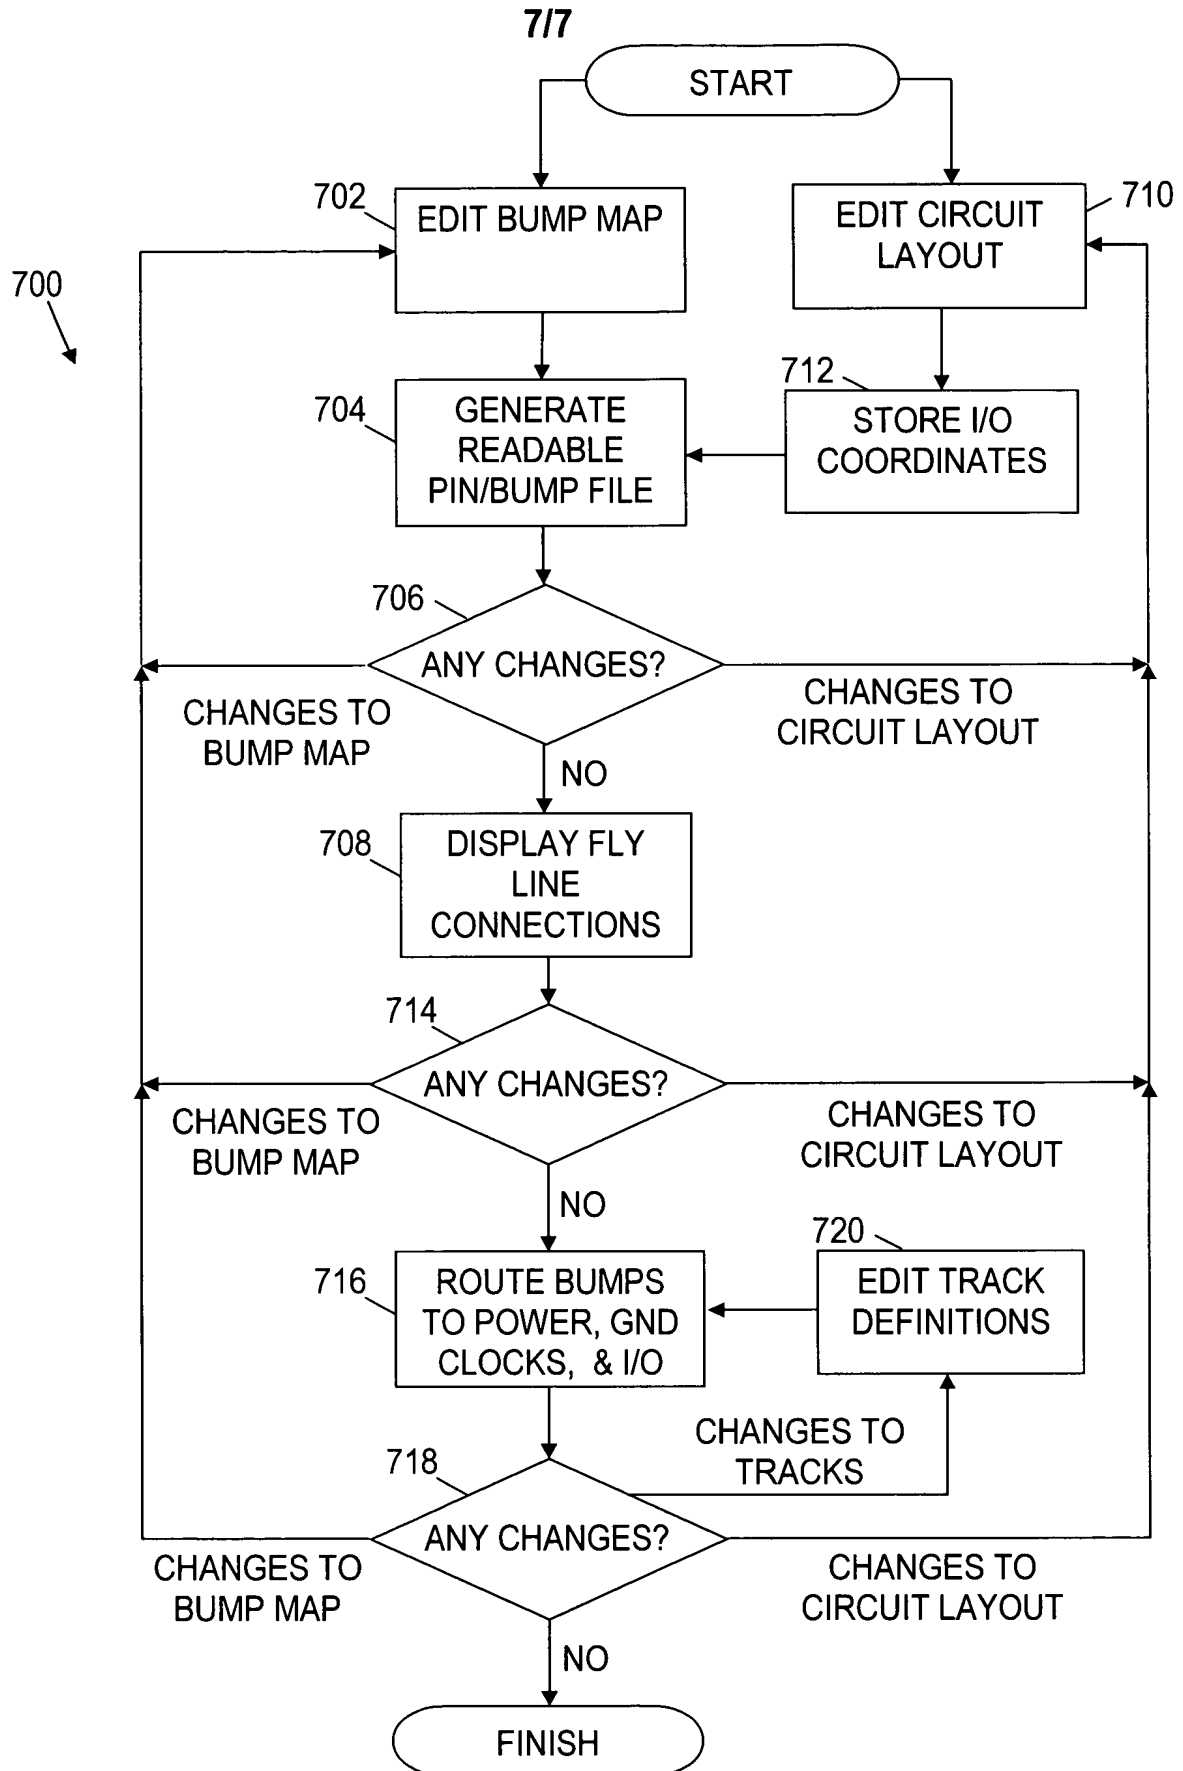 7/7
START
702
EDIT BUMP MAP
EDIT CIRCUIT
LAYOUT
710
700
712
704
GENERATE
READABLE
PIN/BUMP FILE
STORE I/O
COORDINATES
706
ANY CHANGES?
CHANGES TO
BUMP MAP
CHANGES TO
CIRCUIT LAYOUT
NO
708
DISPLAY FLY
LINE
CONNECTIONS
714
ANY CHANGES?
CHANGES TO
BUMP MAP
CHANGES TO
CIRCUIT LAYOUT
NO
716
ROUTE BUMPS
TO POWER, GND
CLOCKS, & I/O
720
EDIT TRACK
DEFINITIONS
CHANGES TO
TRACKS
718
ANY CHANGES?
CHANGES TO
BUMP MAP
CHANGES TO
CIRCUIT LAYOUT
NO
FINISH